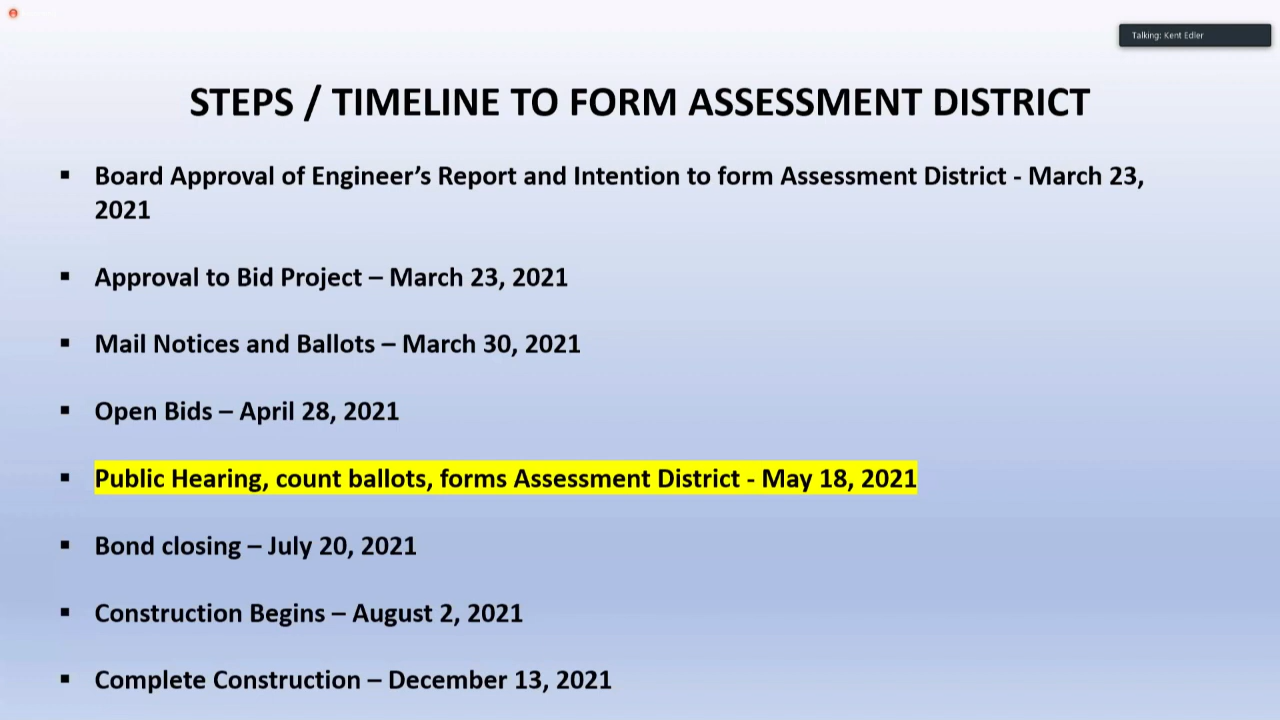 Talking: Kent Edler
STEPS / TIMELINE TO FORM ASSESSMENT DISTRICT
▪ Board Approval of Engineer’s Report and Intention to form Assessment District - March 23,
2021
▪ Approval to Bid Project – March 23, 2021
▪ Mail Notices and Ballots – March 30, 2021
▪ Open Bids – April 28, 2021
▪ Public Hearing, count ballots, forms Assessment District - May 18, 2021
▪ Bond closing – July 20, 2021
▪ Construction Begins – August 2, 2021
▪ Complete Construction – December 13, 2021